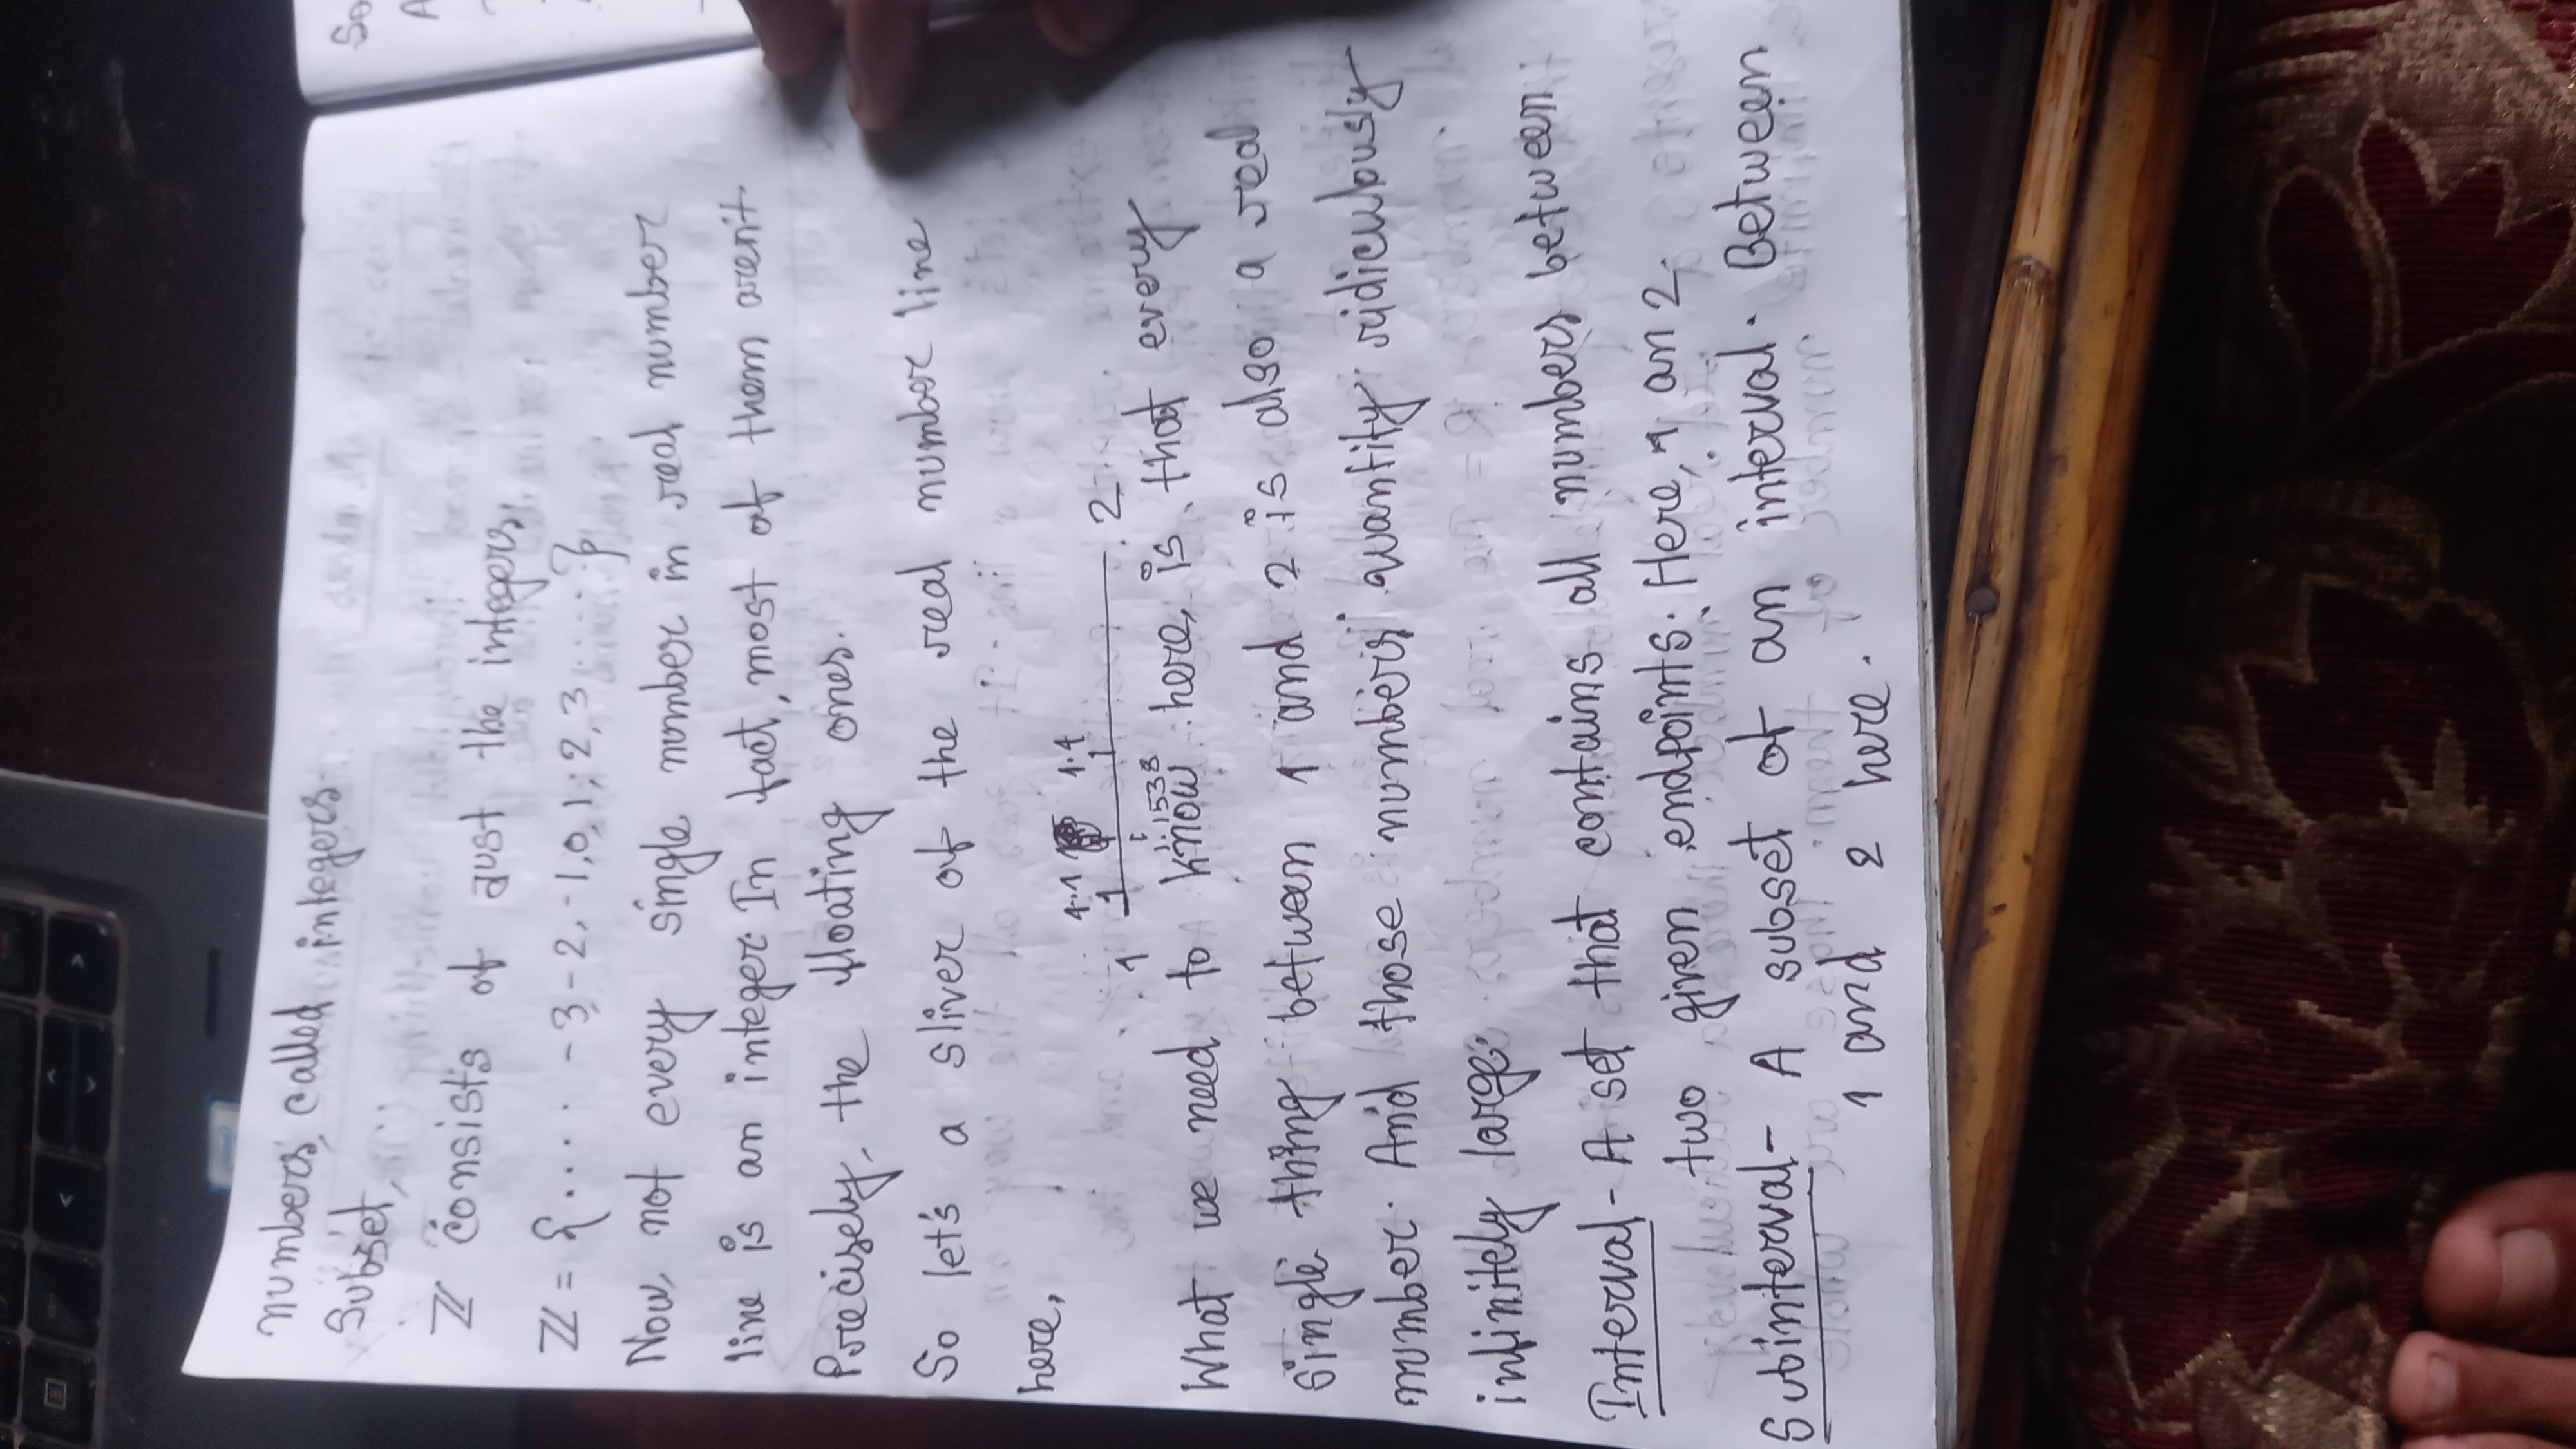 numbers, called integers.
Subset,
ℤ consists of just the integers.
ℤ = {.... -3, -2, -1, 0, 1, 2, 3.....}
Now, not every single number in real number
line is an integer. In fact, most of them aren't.
Precisely, the floating ones.
So let's a sliver of the real number line
here,
1.1 1.4
1 2
1.1538
What we need to know here, is that every
single thing between 1 and 2 is also a real
number. And those numbers' quantity ridiculously
infinitely large.
Interval - A set that contains all numbers between
two given endpoints. Here, 1 an 2.
Subinterval - A subset of an interval. Between
1 and 2 here.
So
A